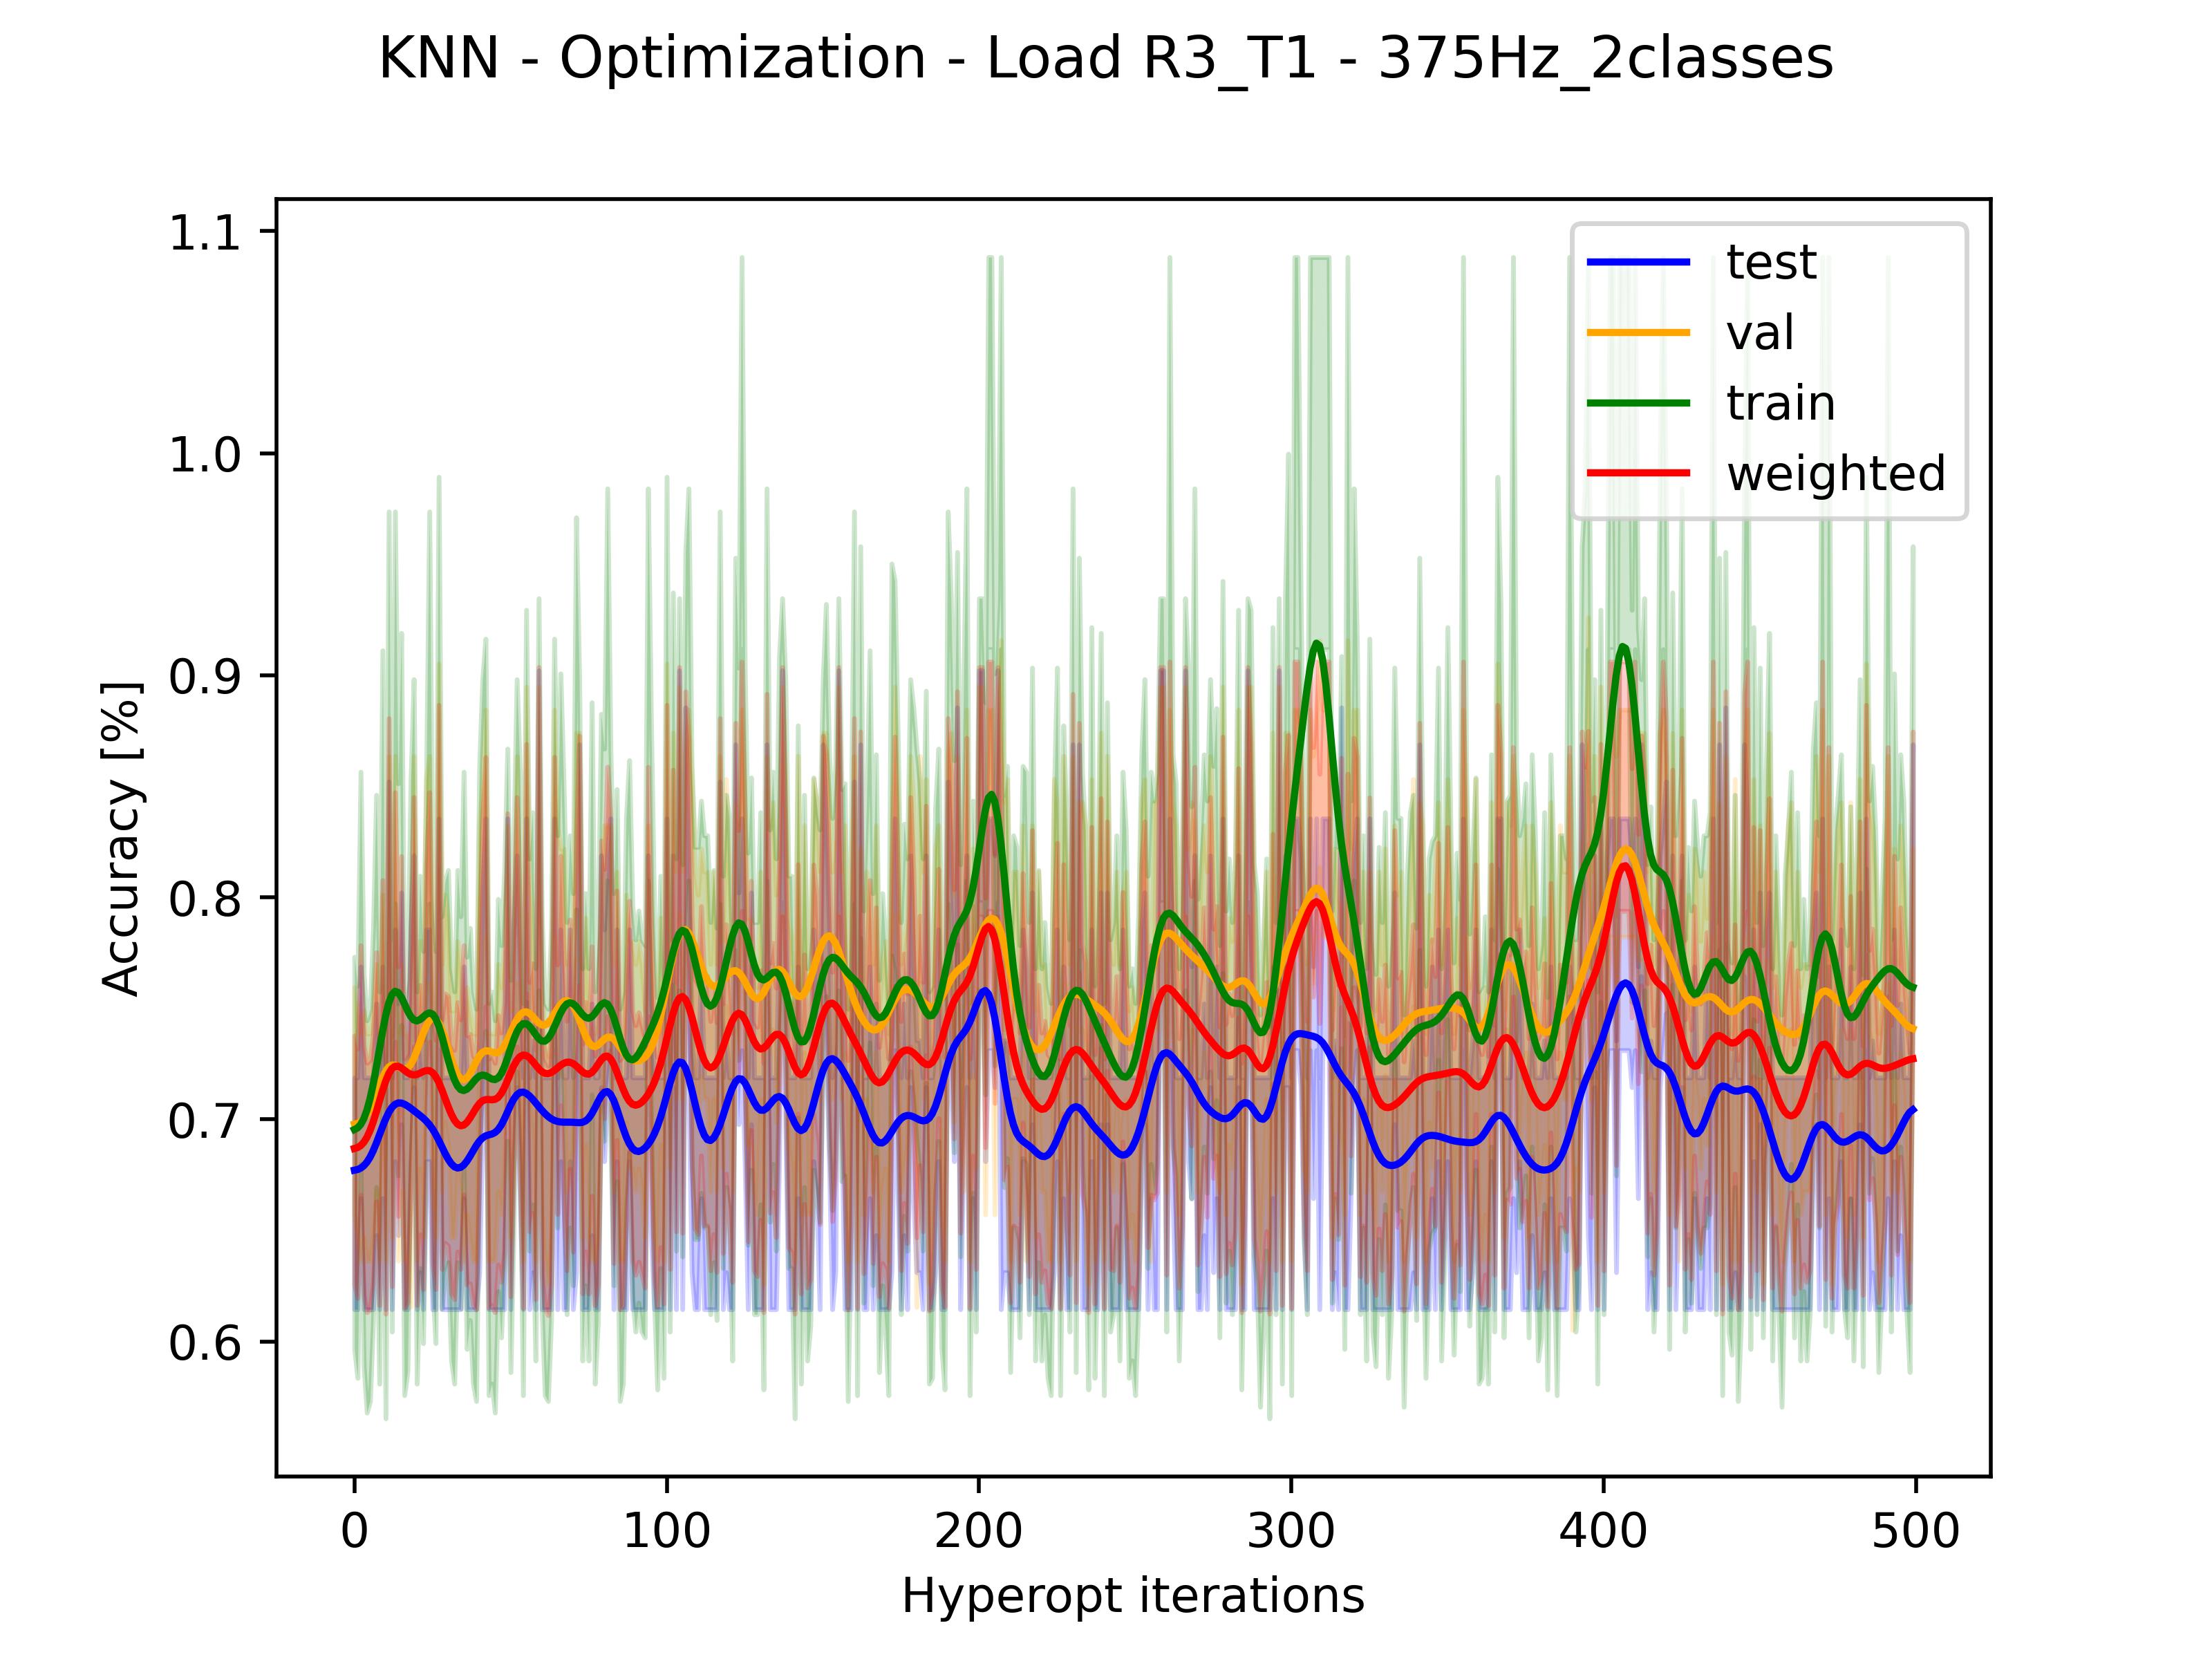 KNN - Optimization - Load R3_T1 - 375Hz_2classes
1.1
1.0
0.9
0.8
0.7
0.6
Accuracy [%]
test
val
train
weighted
0 100 200 300 400 500
Hyperopt iterations